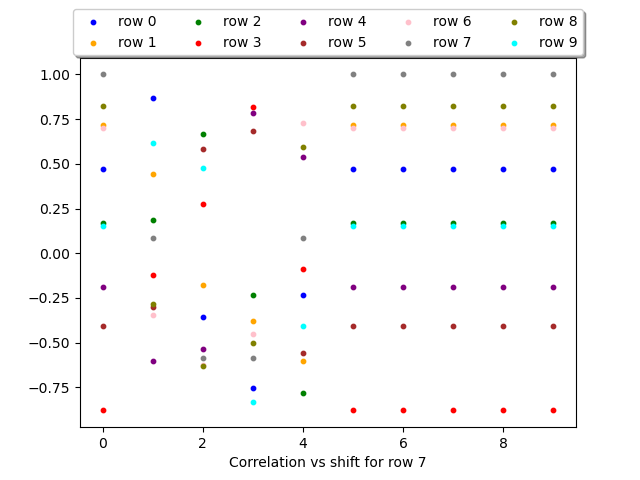 row 0 row 2 row 4 row 6 row 8
row 1 row 3 row 5 row 7 row 9
1.00
0.75
0.50
0.25
0.00
−0.25
−0.50
−0.75
0 2 4 6 8
Correlation vs shift for row 7